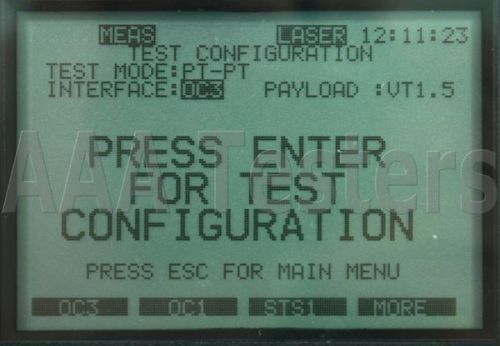 MEAS LASER 12:11:23
TEST CONFIGURATION
TEST MODE:PT-PT
INTERFACE:OC3 PAYLOAD :VT1.5
PRESS ENTER
FOR TEST
CONFIGURATION
AAATesters
PRESS ESC FOR MAIN MENU
OC3 OC1 STS1 MORE